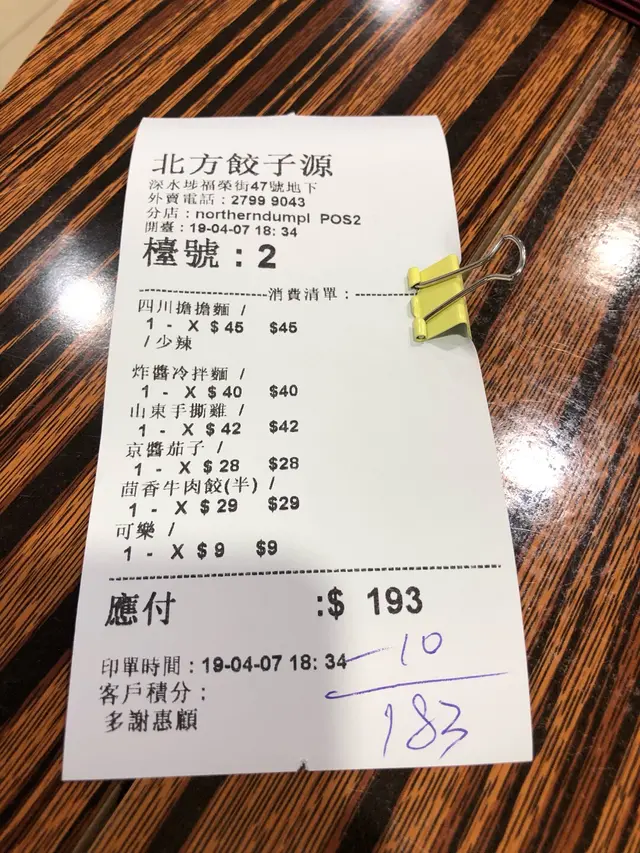 北方餃子源
深水埗福榮街47號地下
外賣電話：2799 9043
分店：northerndumpl POS2
開臺：19-04-07 18: 34
檯號：2
消費清單：
四川擔擔麵 /
1 - X $ 45 $45
/ 少辣
炸醬冷拌麵 /
1 - X $ 40 $40
山東手撕雞 /
1 - X $ 42 $42
京醬茄子 /
1 - X $ 28 $28
茴香牛肉餃(半) /
1 - X $ 29 $29
可樂 /
1 - X $ 9 $9
應付 :$ 193
印單時間：19-04-07 18: 34
- 10
客戶積分：
183
多謝惠顧